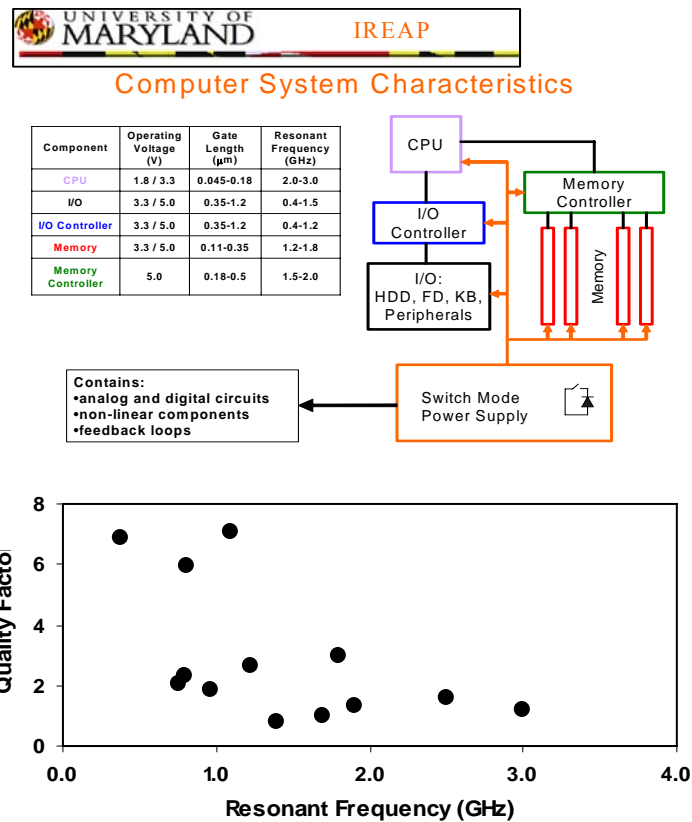 UNIVERSITY OF
MARYLAND
IREAP
Computer System Characteristics
Component
Operating Voltage (V)
Gate Length (µm)
Resonant Frequency (GHz)
CPU
1.8 / 3.3
0.045-0.18
2.0-3.0
I/O
3.3 / 5.0
0.35-1.2
0.4-1.5
I/O Controller
3.3 / 5.0
0.35-1.2
0.4-1.2
Memory
3.3 / 5.0
0.11-0.35
1.2-1.8
Memory Controller
5.0
0.18-0.5
1.5-2.0
CPU
Memory
Controller
I/O
Controller
I/O:
HDD, FD, KB,
Peripherals
Memory
Contains:
•analog and digital circuits
•non-linear components
•feedback loops
Switch Mode
Power Supply
Quality Facto
8
6
4
2
0
0.0
1.0
2.0
3.0
4.0
Resonant Frequency (GHz)